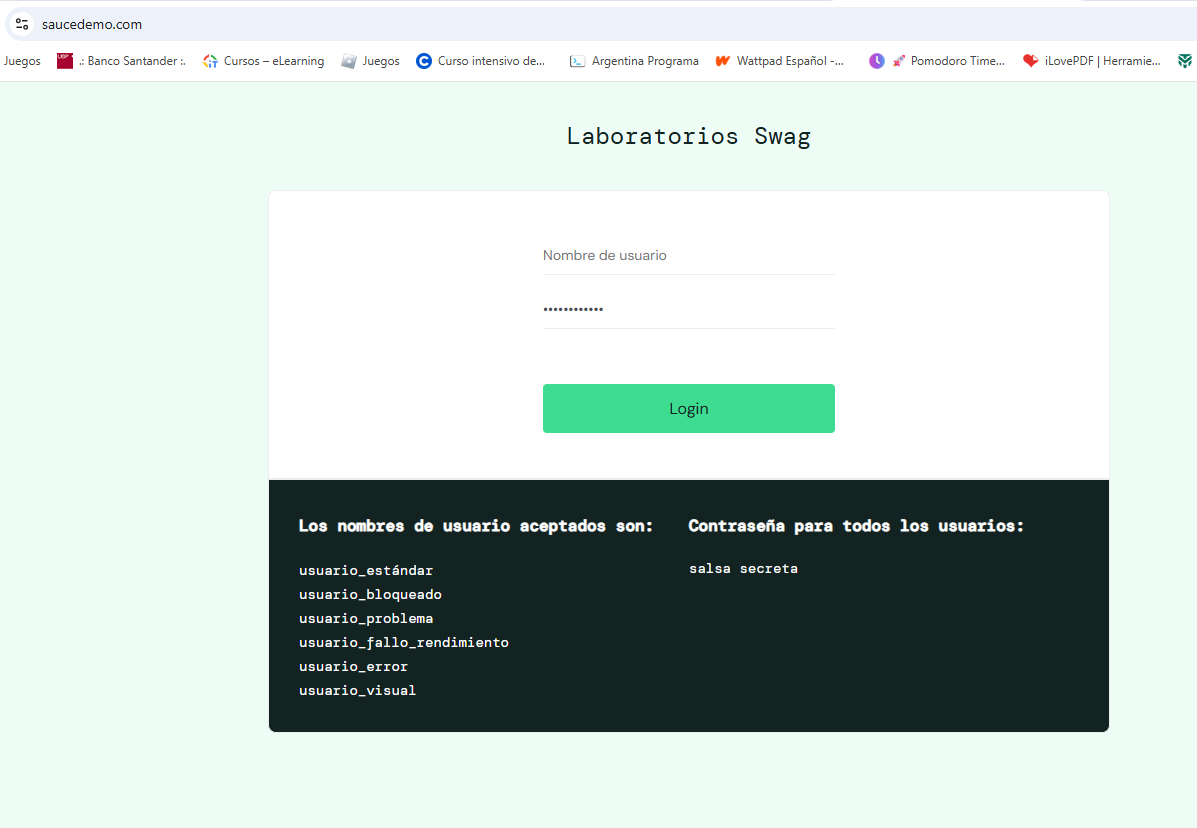 saucedemo.com
Juegos
.: Banco Santander :.
Cursos – eLearning
Juegos
Curso intensivo de...
Argentina Programa
Wattpad Español -...
🚀 Pomodoro Time...
iLovePDF | Herramie...
Laboratorios Swag
Nombre de usuario
••••••••••••
Login
Los nombres de usuario aceptados son:
usuario_estándar
usuario_bloqueado
usuario_problema
usuario_fallo_rendimiento
usuario_error
usuario_visual
Contraseña para todos los usuarios:
salsa secreta